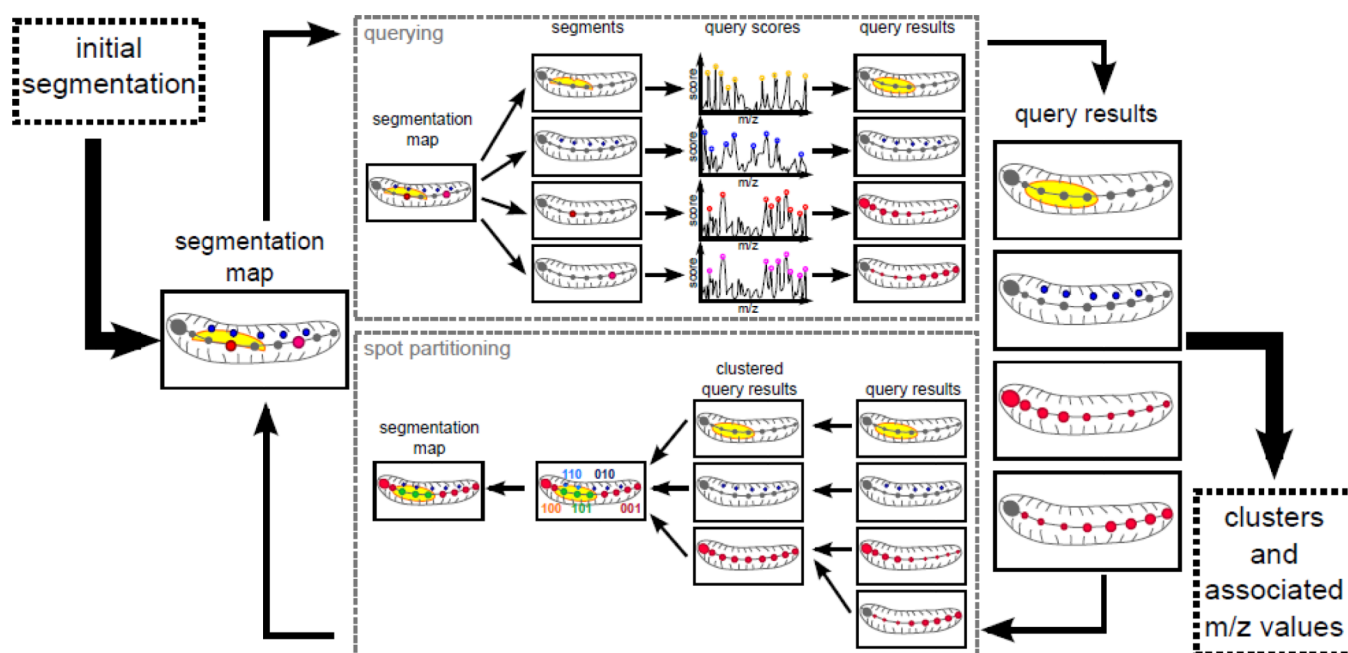 initial
segmentation
segmentation
map
querying
segments
query scores
query results
segmentation
map
score
m/z
score
m/z
score
m/z
score
m/z
query results
spot partitioning
clustered
query results
query results
segmentation
map
110 010
100 101 001
clusters
and
associated
m/z values